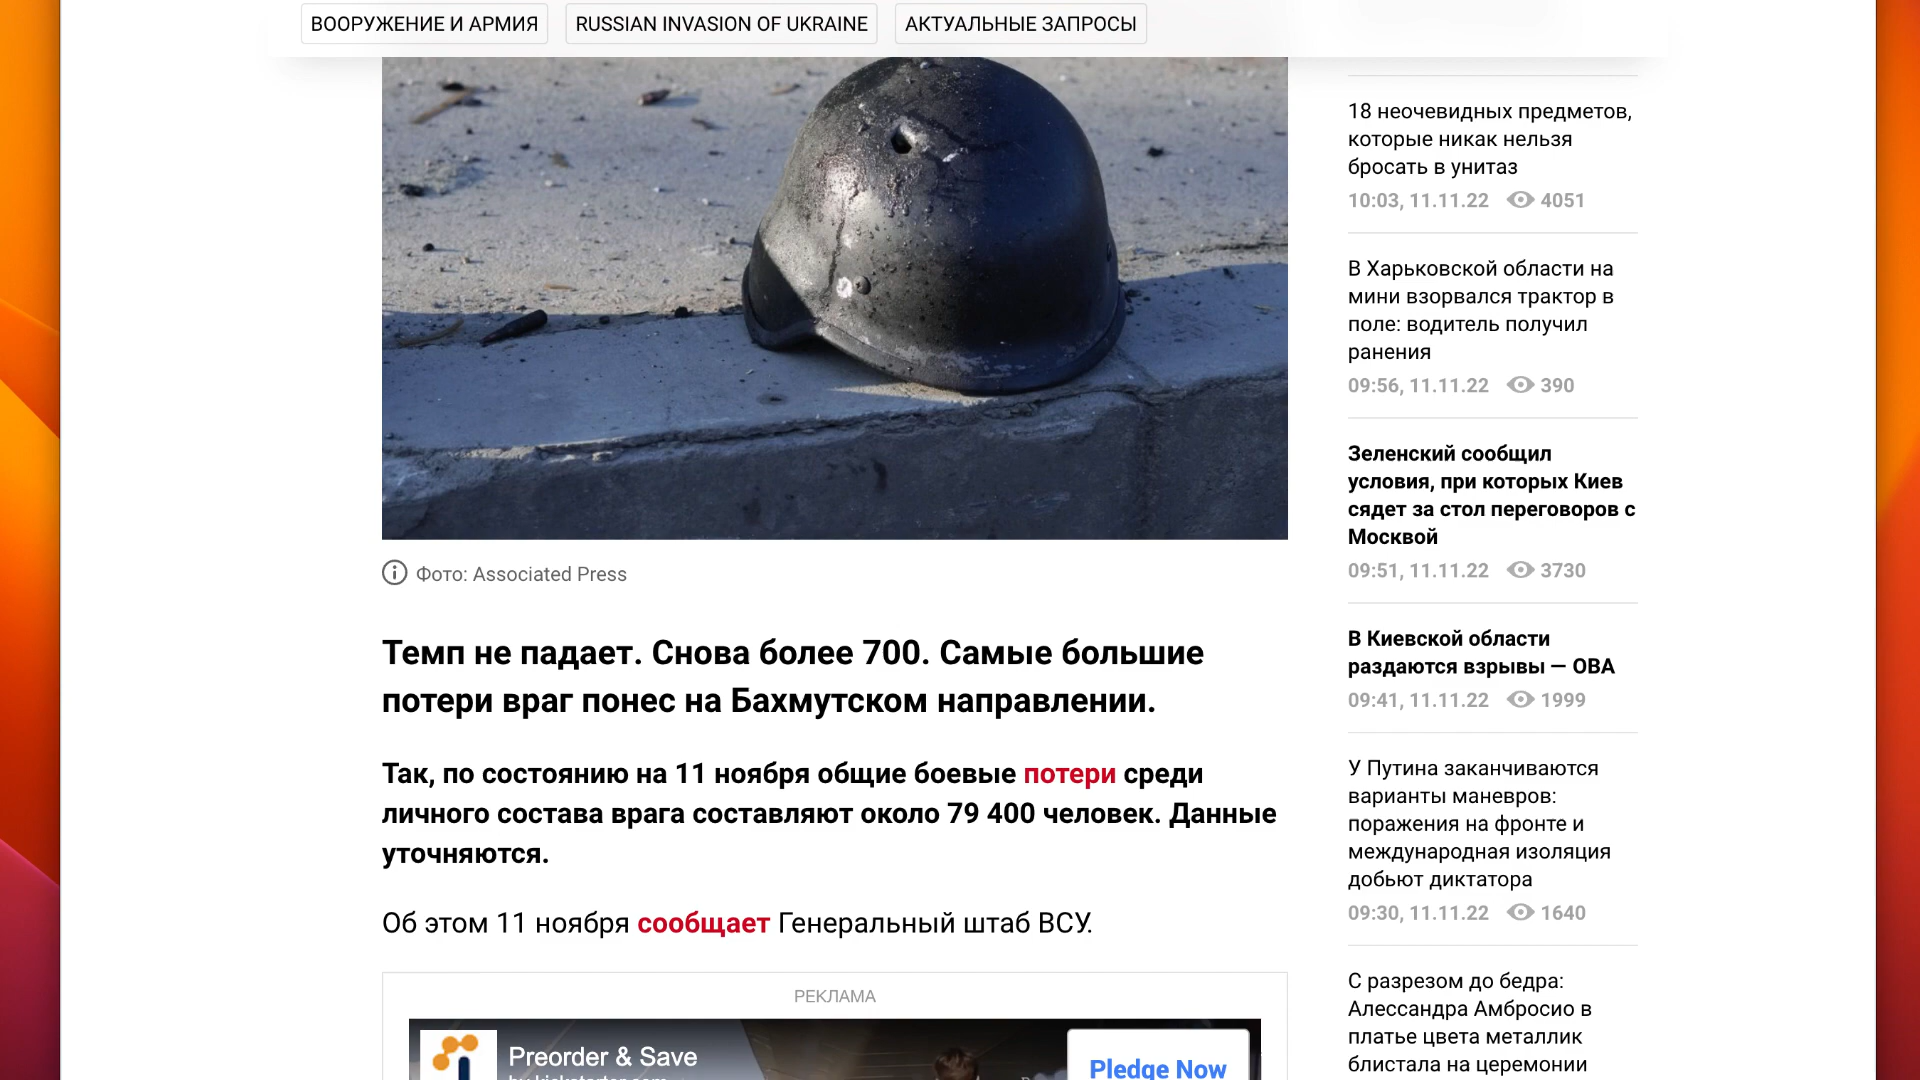 ВООРУЖЕНИЕ И АРМИЯ
RUSSIAN INVASION OF UKRAINE
АКТУАЛЬНЫЕ ЗАПРОСЫ
Фото: Associated Press
Темп не падает. Снова более 700. Самые большие
потери враг понес на Бахмутском направлении.
Так, по состоянию на 11 ноября общие боевые потери среди
личного состава врага составляют около 79 400 человек. Данные
уточняются.
Об этом 11 ноября сообщает Генеральный штаб ВСУ.
РЕКЛАМА
Preorder & Save
by kickstarter.com
Pledge Now
18 неочевидных предметов,
которые никак нельзя
бросать в унитаз
10:03, 11.11.22 4051
В Харьковской области на
мини взорвался трактор в
поле: водитель получил
ранения
09:56, 11.11.22 390
Зеленский сообщил
условия, при которых Киев
сядет за стол переговоров с
Москвой
09:51, 11.11.22 3730
В Киевской области
раздаются взрывы — ОВА
09:41, 11.11.22 1999
У Путина заканчиваются
варианты маневров:
поражения на фронте и
международная изоляция
добьют диктатора
09:30, 11.11.22 1640
С разрезом до бедра:
Алессандра Амбросио в
платье цвета металлик
блистала на церемонии